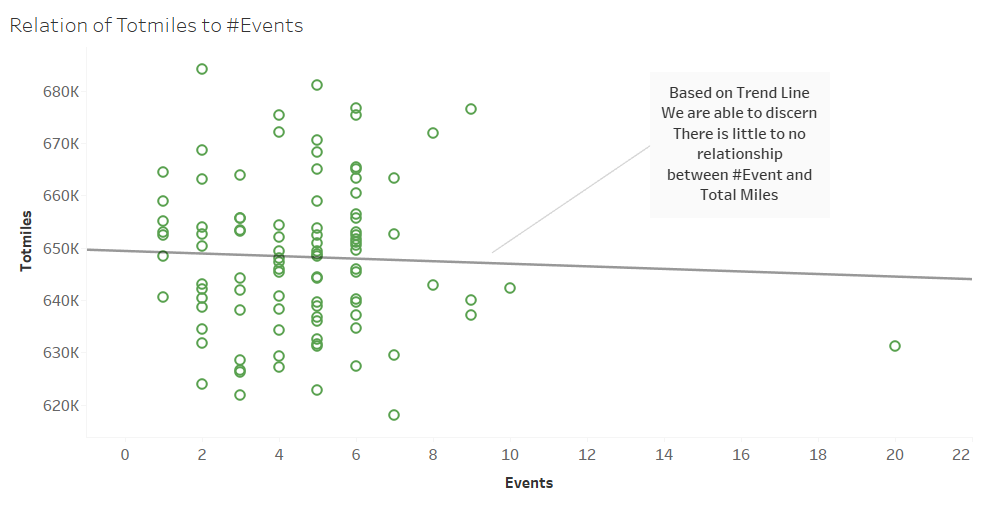 Relation of Totmiles to #Events
680K
670K
660K
650K
640K
630K
620K
Totmiles
Based on Trend Line
We are able to discern
There is little to no
relationship
between #Event and
Total Miles
0 2 4 6 8 10 12 14 16 18 20 22
Events